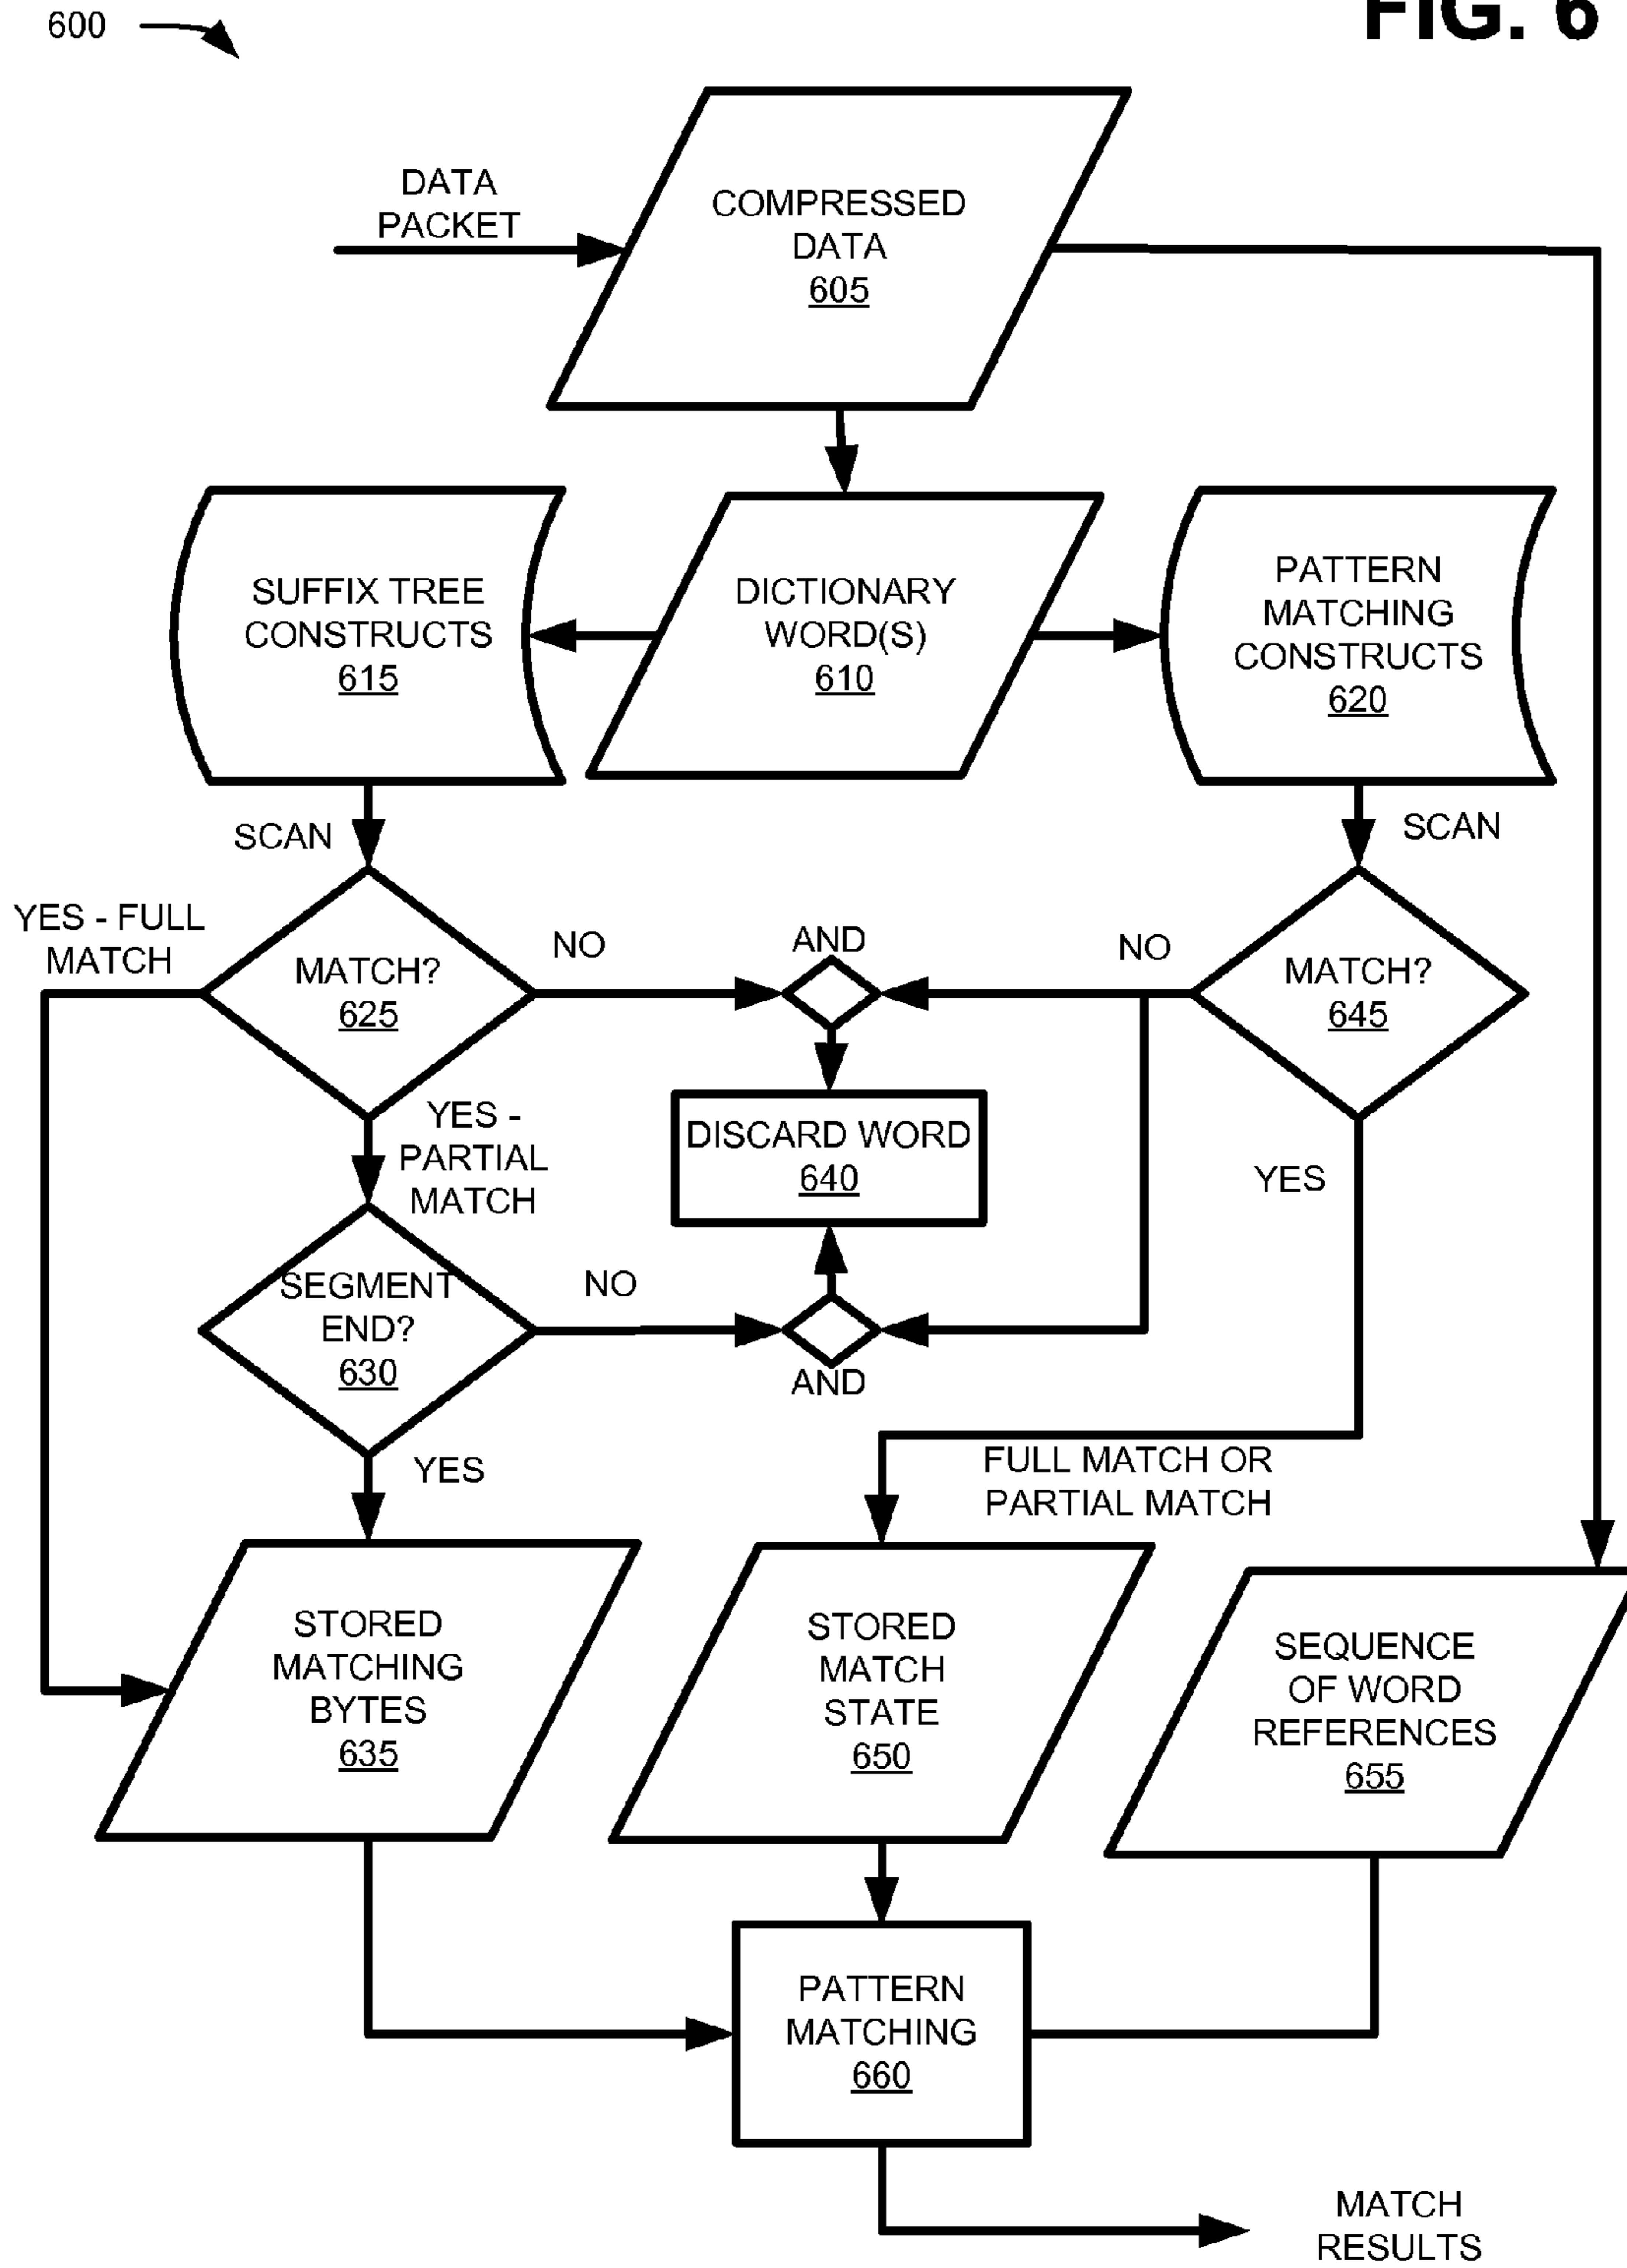 600
FIG. 6
DATA
PACKET
COMPRESSED
DATA
605
SUFFIX TREE
CONSTRUCTS
615
DICTIONARY
WORD(S)
610
PATTERN
MATCHING
CONSTRUCTS
620
SCAN
SCAN
YES - FULL
MATCH
MATCH?
625
NO
AND
NO
MATCH?
645
YES -
PARTIAL
MATCH
DISCARD WORD
640
YES
SEGMENT
END?
630
NO
AND
YES
FULL MATCH OR
PARTIAL MATCH
STORED
MATCHING
BYTES
635
STORED
MATCH
STATE
650
SEQUENCE
OF WORD
REFERENCES
655
PATTERN
MATCHING
660
MATCH
RESULTS